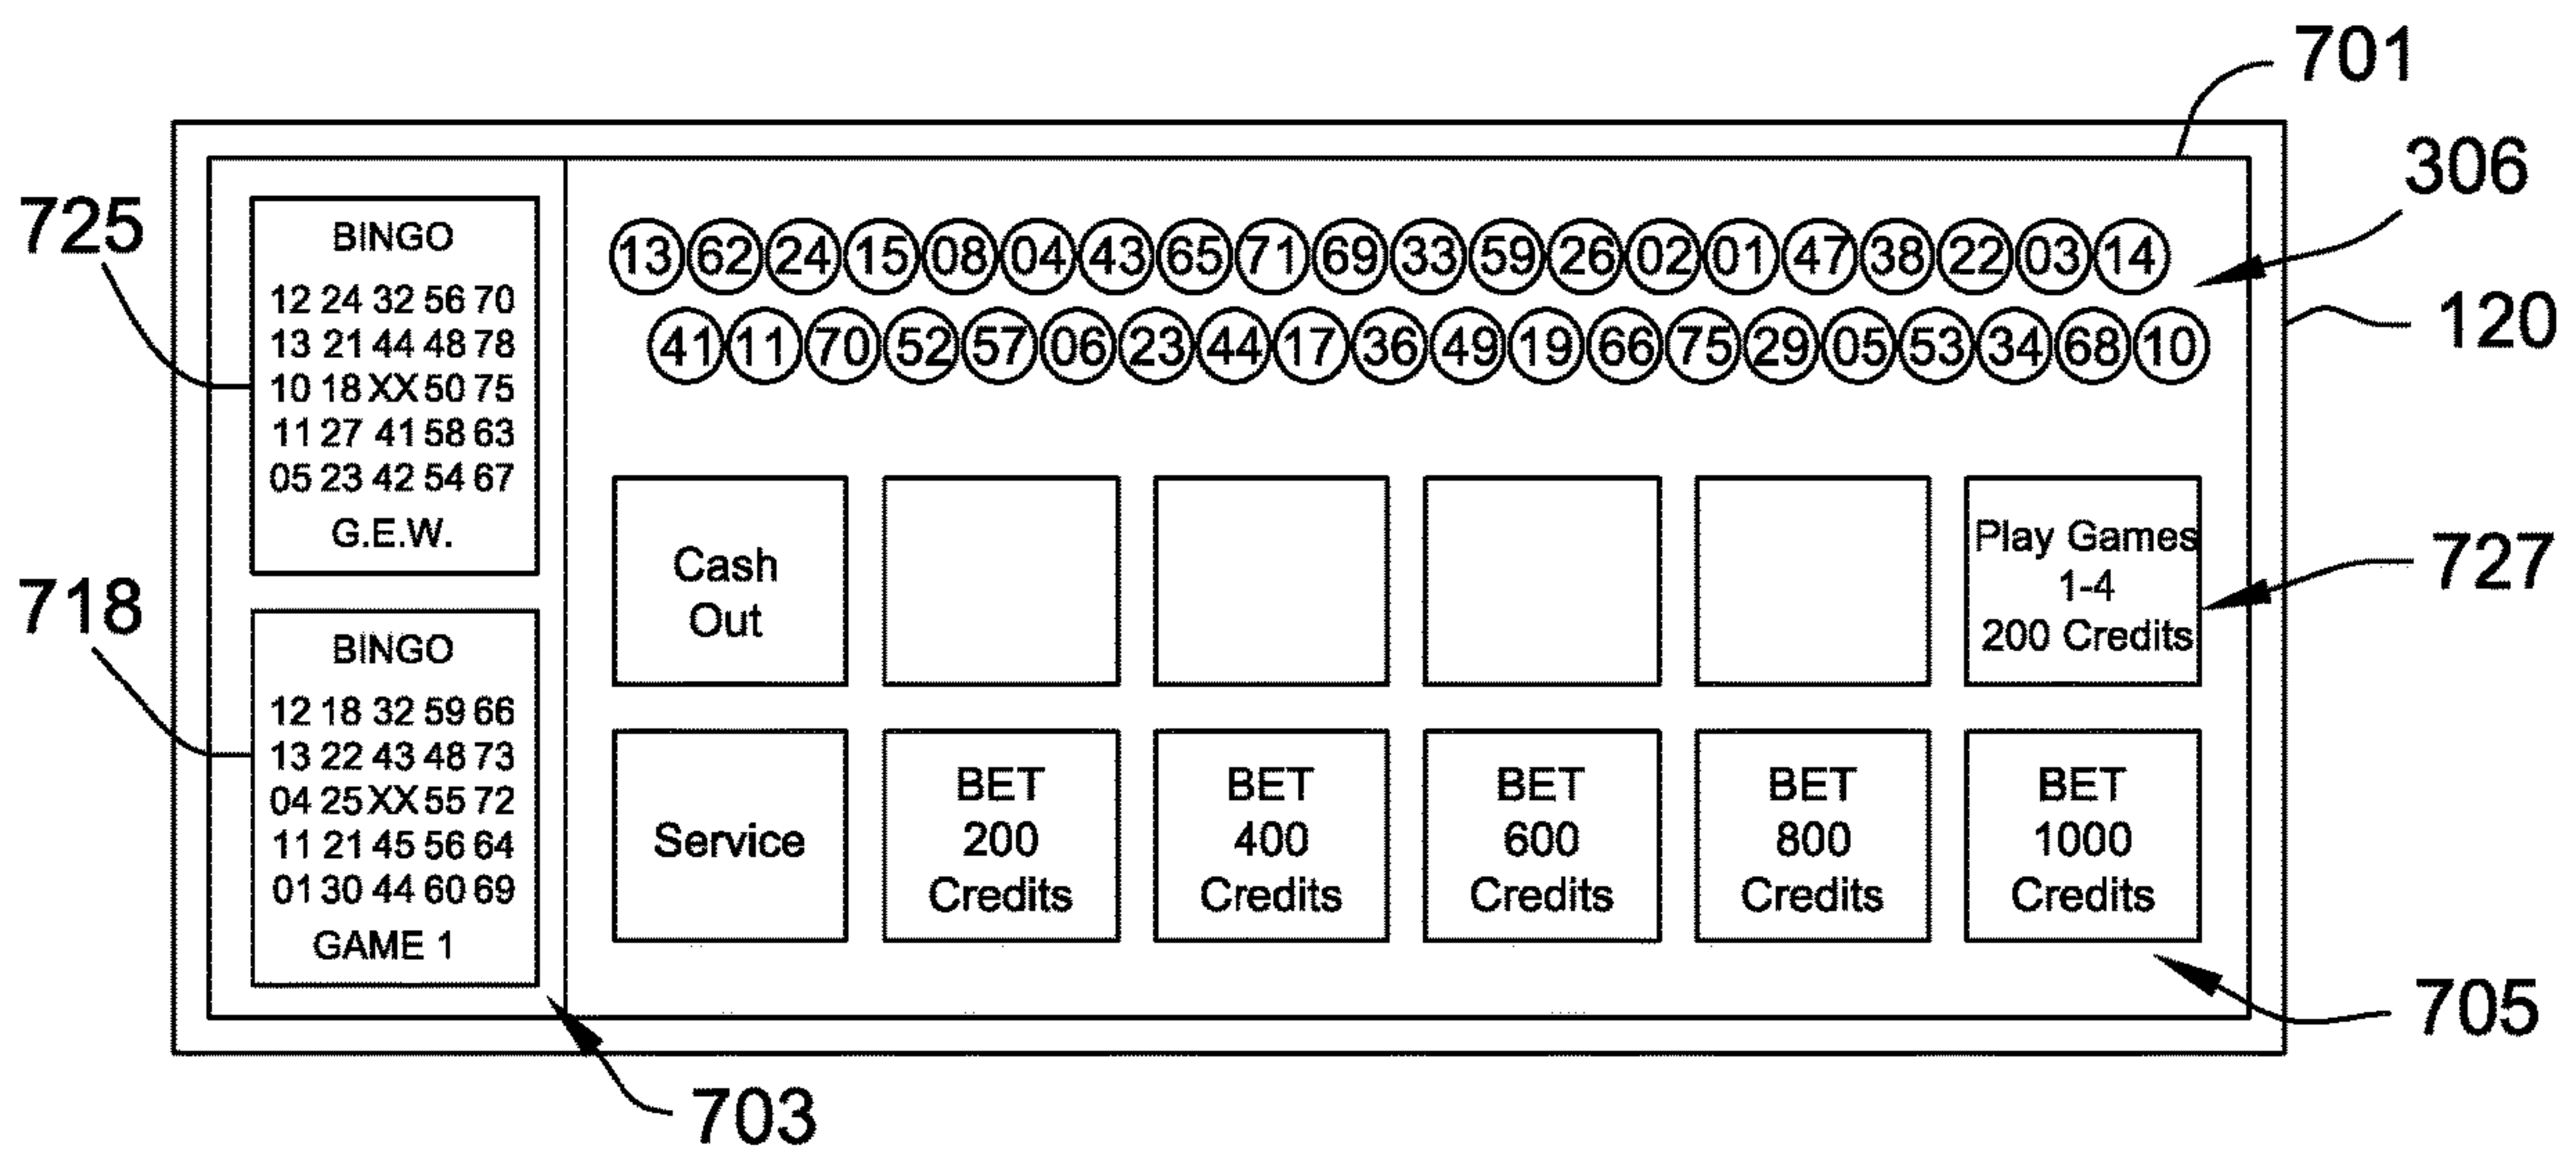 701
306
120
727
705
725
718
703
BINGO
12 24 32 56 70
13 21 44 48 78
10 18 XX 50 75
11 27 41 58 63
05 23 42 54 67
G.E.W.
BINGO
12 18 32 59 66
13 22 43 48 73
04 25 XX 55 72
11 21 45 56 64
01 30 44 60 69
GAME 1
13 62 24 15 08 04 43 65 71 69 33 59 26 02 01 47 38 22 03 14
41 11 70 52 57 06 23 44 17 36 49 19 66 75 29 05 53 34 68 10
Cash
Out
Play Games
1-4
200 Credits
Service
BET
200
Credits
BET
400
Credits
BET
600
Credits
BET
800
Credits
BET
1000
Credits